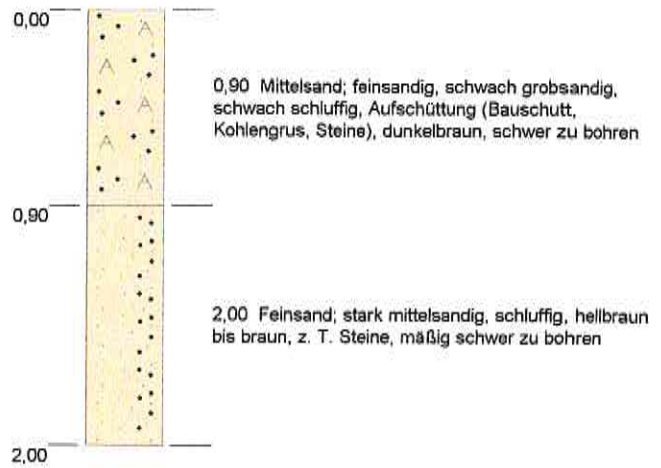 0,00
0,90 Mittelsand; feinsandig, schwach grobsandig,
schwach schluffig, Aufschüttung (Bauschutt,
Kohlengrus, Steine), dunkelbraun, schwer zu bohren
0,90
2,00 Feinsand; stark mittelsandig, schluffig, hellbraun
bis braun, z. T. Steine, mäßig schwer zu bohren
2,00